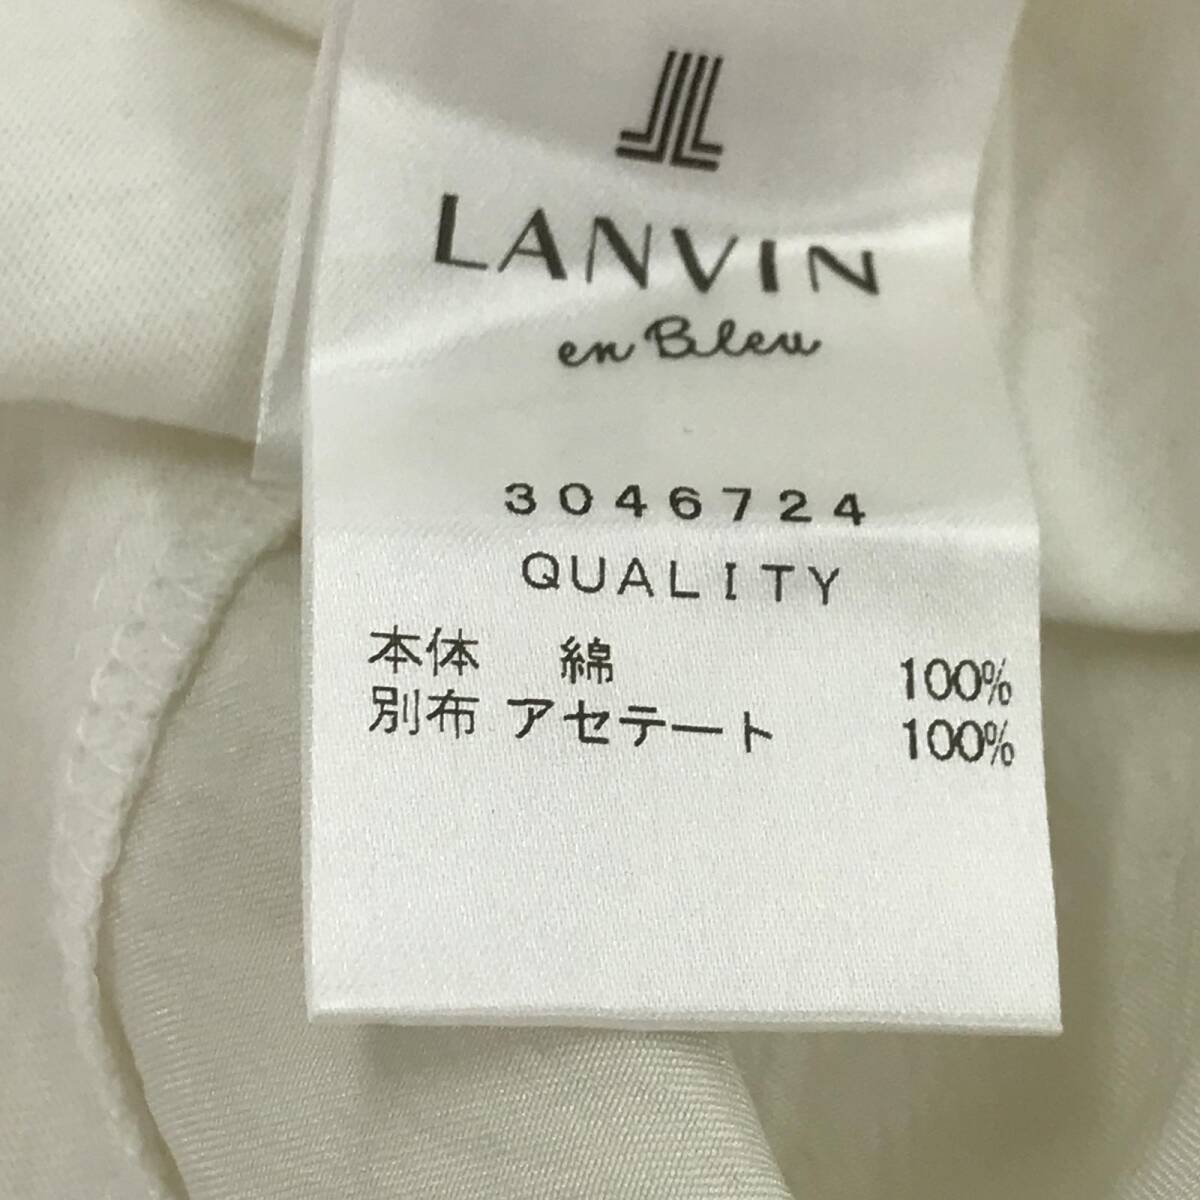 LANVIN
en Bleu
3046724
QUALITY
本体 綿 100%
別布 アセテート 100%